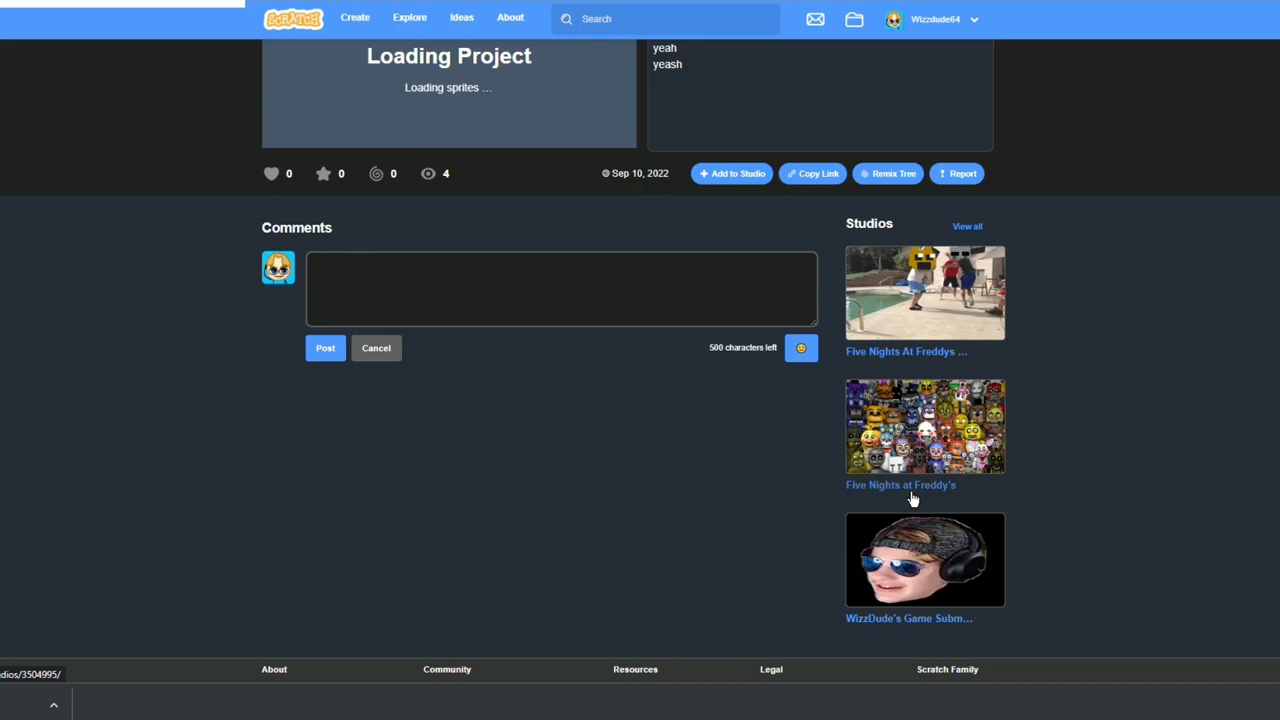 SCRATCH Create Explore Ideas About Search Wizzdude64
Loading Project
Loading sprites ...
yeah
yeash
0 0 0 4 © Sep 10, 2022 Add to Studio Copy Link Remix Tree Report
Comments
Post Cancel 500 characters left
Studios View all
Five Nights At Freddys ...
Five Nights at Freddy's
WizzDude's Game Subm...
About Community Resources Legal Scratch Family
dios/3504995/